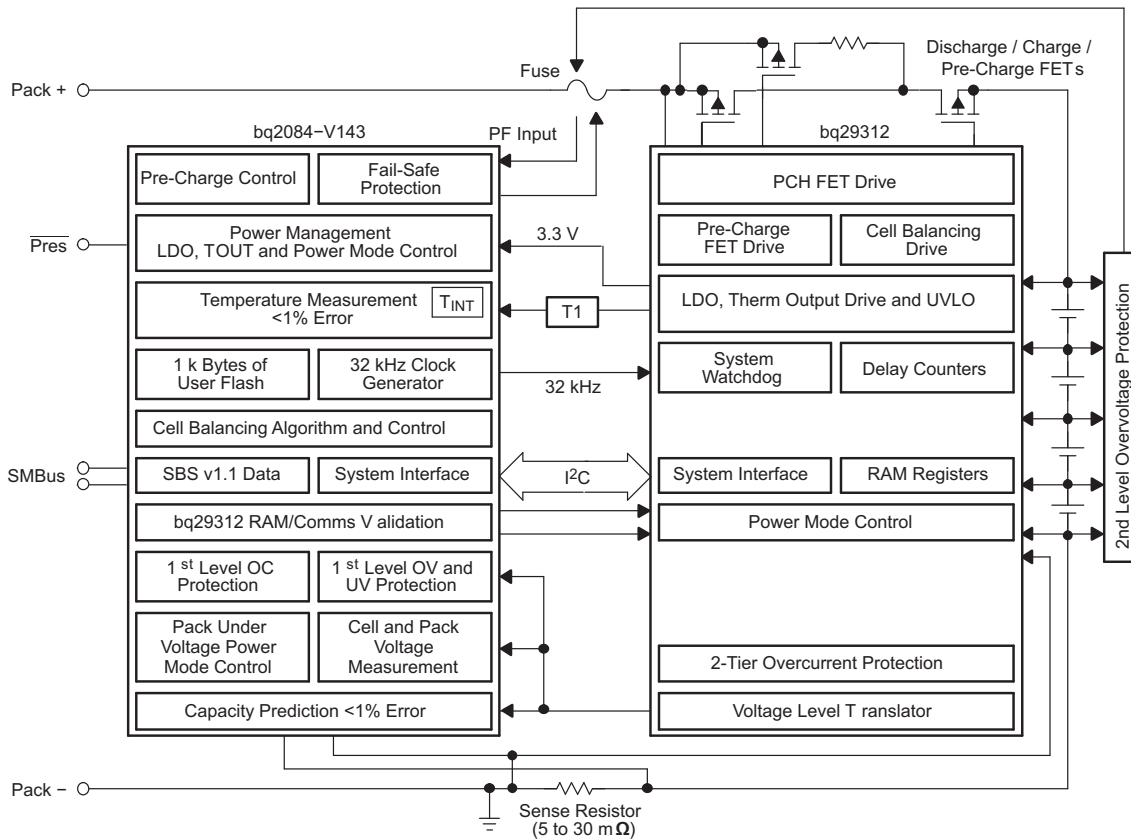 Discharge / Charge /
Pre-Charge FETs
Fuse
Pack +
bq2084–V143
PF Input
bq29312
Pre-Charge Control
Fail-Safe
Protection
PCH FET Drive
Pres
Power Management
LDO, TOUT and Power Mode Control
3.3 V
Pre-Charge
FET Drive
Cell Balancing
Drive
Temperature Measurement
<1% Error
TINT
T1
LDO, Therm Output Drive and UVLO
1 k Bytes of
User Flash
32 kHz Clock
Generator
32 kHz
System
Watchdog
Delay Counters
Cell Balancing Algorithm and Control
SMBus
SBS v1.1 Data
System Interface
I2C
System Interface
RAM Registers
bq29312 RAM/Comms V alidation
Power Mode Control
1 st Level OC
Protection
1 st Level OV and
UV Protection
Pack Under
Voltage Power
Mode Control
Cell and Pack
Voltage
Measurement
2-Tier Overcurrent Protection
Capacity Prediction <1% Error
Voltage Level T ranslator
2nd Level Overvoltage Protection
Pack –
Sense Resistor
(5 to 30 mΩ)